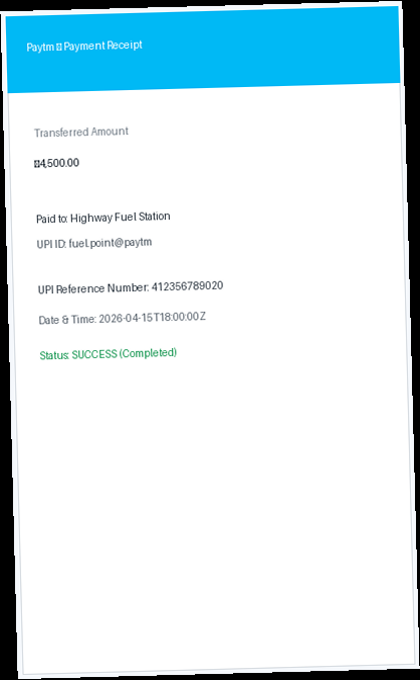 Paytm ▯ Payment Receipt
Transferred Amount
▯4,500.00
Paid to: Highway Fuel Station
UPI ID: fuel.point@paytm
UPI Reference Number: 412356789020
Date & Time: 2026-04-15T18:00:00Z
Status: SUCCESS (Completed)